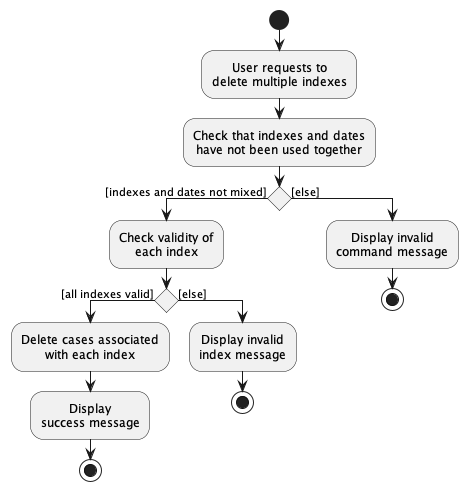 User requests to
delete multiple indexes
Check that indexes and dates
have not been used together
[indexes and dates not mixed]
[else]
Check validity of
each index
Display invalid
command message
[all indexes valid]
[else]
Delete cases associated
with each index
Display invalid
index message
Display
success message